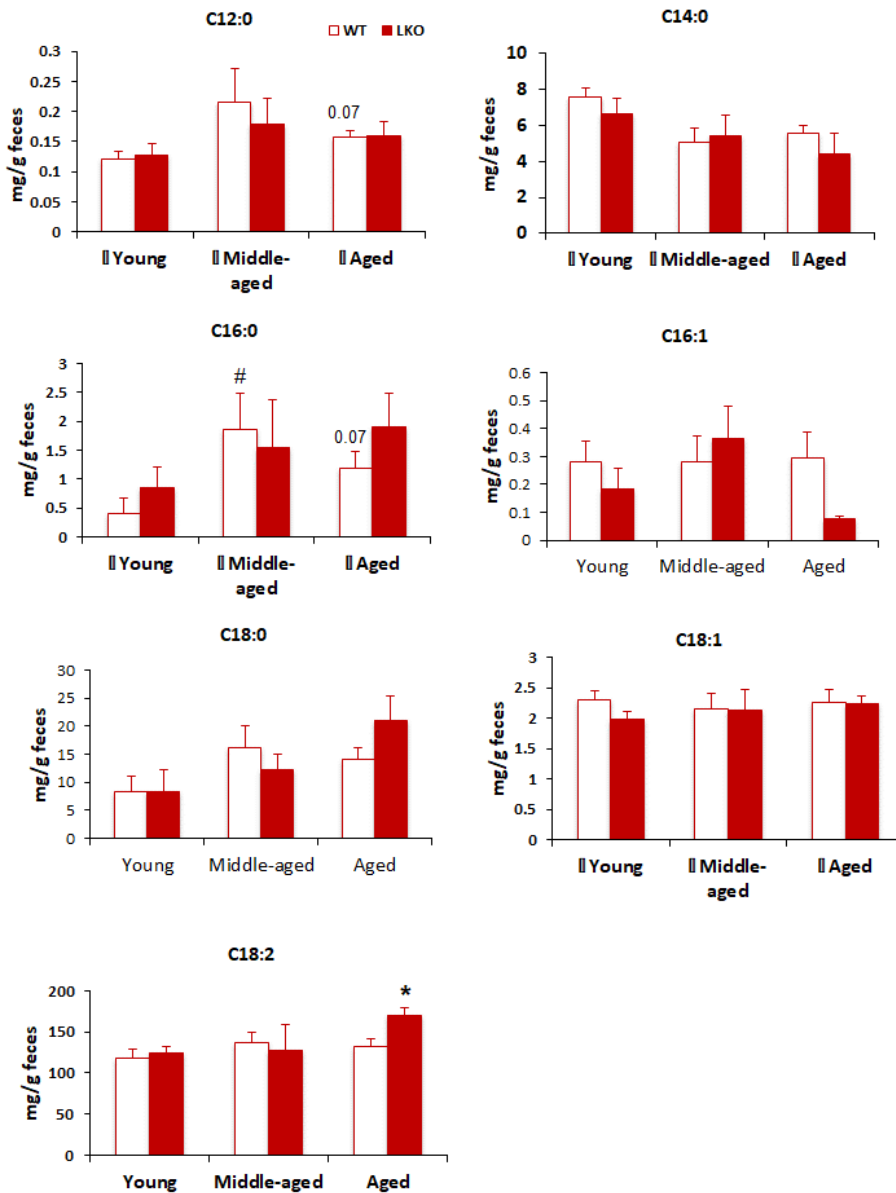 C12:0
WT LKO
0.3
0.25
0.2
0.15
0.1
0.05
0
mg/g feces
0.07
Young Middle-aged Aged
C14:0
10
8
6
4
2
0
mg/g feces
Young Middle-aged Aged
C16:0
3
2.5
2
1.5
1
0.5
0
mg/g feces
#
0.07
Young Middle-aged Aged
C16:1
0.6
0.5
0.4
0.3
0.2
0.1
0
mg/g feces
Young Middle-aged Aged
C18:0
30
25
20
15
10
5
0
mg/g feces
Young Middle-aged Aged
C18:1
3
2.5
2
1.5
1
0.5
0
mg/g feces
Young Middle-aged Aged
C18:2
200
150
100
50
0
mg/g feces
*
Young Middle-aged Aged